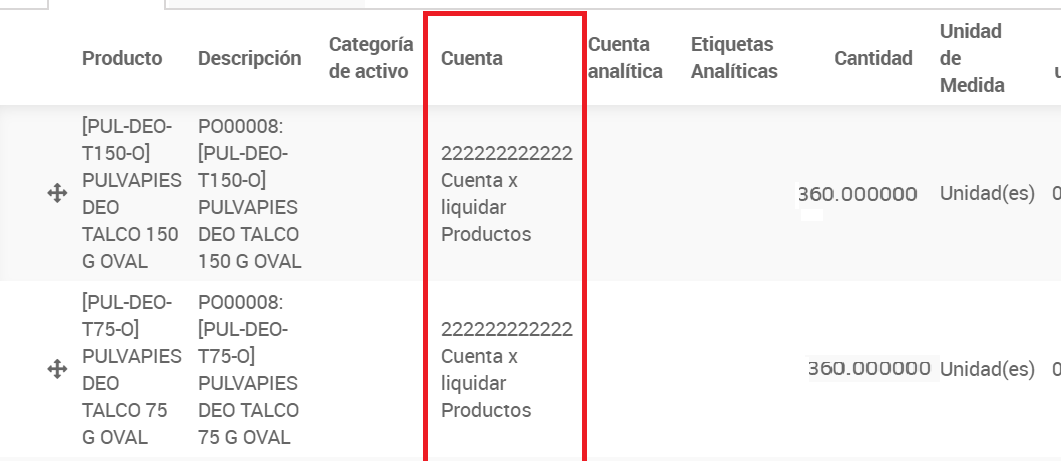 Producto
Descripción
Categoría
de activo
Cuenta
Cuenta
analítica
Etiquetas
Analíticas
Cantidad
Unidad
de
Medida
[PUL-DEO-
T150-O]
PULVAPIES
DEO
TALCO 150
G OVAL
PO00008:
[PUL-DEO-
T150-O]
PULVAPIES
DEO TALCO
150 G OVAL
222222222222
Cuenta x
liquidar
Productos
360.000000
Unidad(es)
[PUL-DEO-
T75-O]
PULVAPIES
DEO
TALCO 75
G OVAL
PO00008:
[PUL-DEO-
T75-O]
PULVAPIES
DEO TALCO
75 G OVAL
222222222222
Cuenta x
liquidar
Productos
360.000000
Unidad(es)